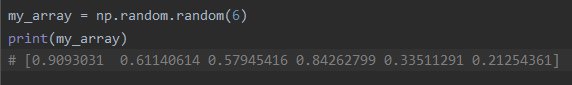 my_array = np.random.random(6)
print(my_array)
# [0.9093031  0.61140614 0.57945416 0.84262799 0.33511291 0.21254361]